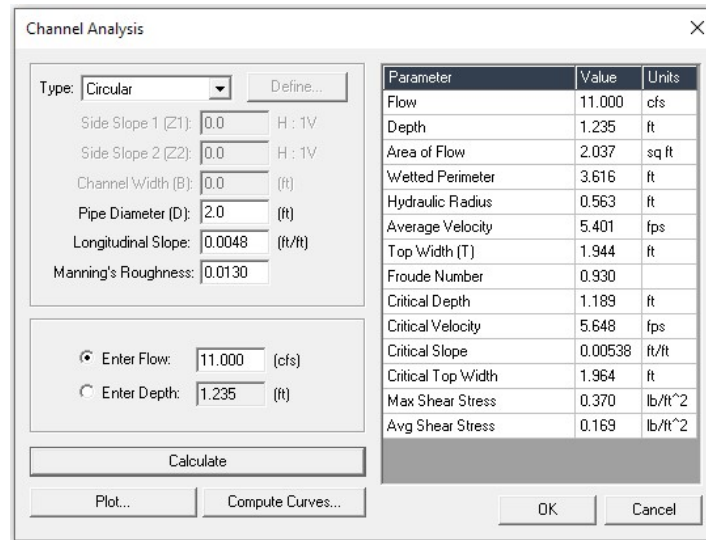 Channel Analysis
Type: Circular Define...
Side Slope 1 (Z1): 0.0 H : 1V
Side Slope 2 (Z2): 0.0 H : 1V
Channel Width (B): 0.0 (ft)
Pipe Diameter (D): 2.0 (ft)
Longitudinal Slope: 0.0048 (ft/ft)
Manning's Roughness: 0.0130
Enter Flow: 11.000 (cfs)
Enter Depth: 1.235 (ft)
Calculate
Plot... Compute Curves...
Parameter Value Units
Flow 11.000 cfs
Depth 1.235 ft
Area of Flow 2.037 sq ft
Wetted Perimeter 3.616 ft
Hydraulic Radius 0.563 ft
Average Velocity 5.401 fps
Top Width (T) 1.944 ft
Froude Number 0.930
Critical Depth 1.189 ft
Critical Velocity 5.648 fps
Critical Slope 0.00538 ft/ft
Critical Top Width 1.964 ft
Max Shear Stress 0.370 lb/ft^2
Avg Shear Stress 0.169 lb/ft^2
OK Cancel